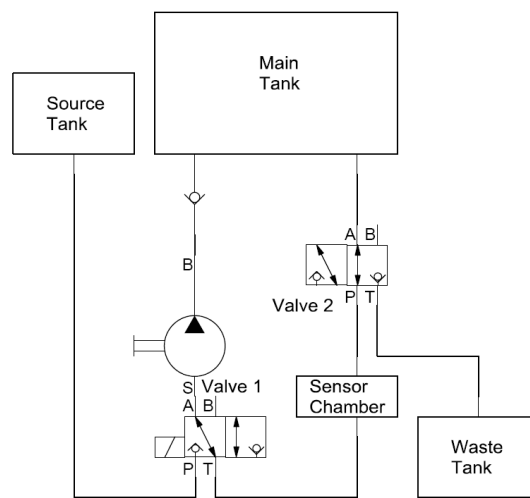 Main
Tank
Source
Tank
B
A B
P T
Valve 2
S Valve 1
A B
P T
Sensor
Chamber
Waste
Tank